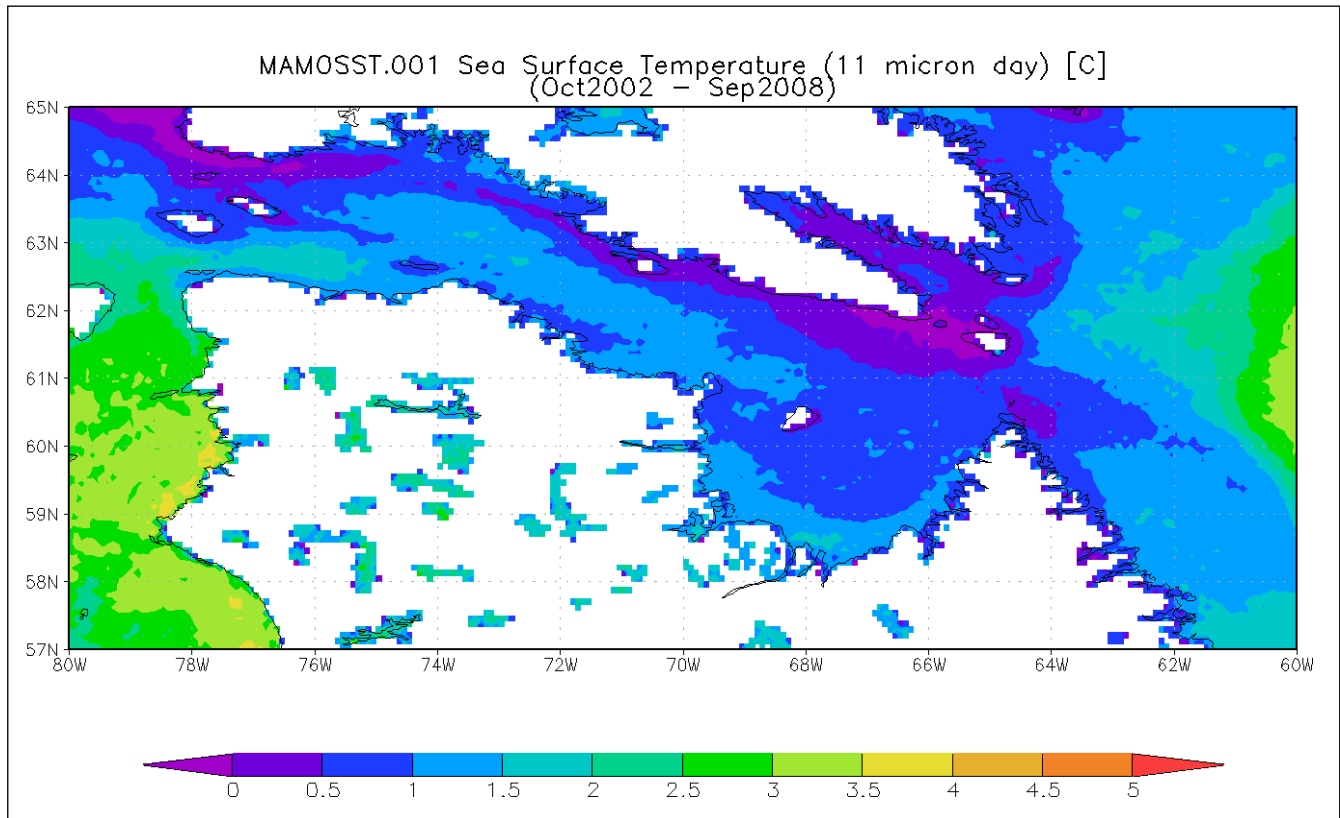 MAMOSST.001 Sea Surface Temperature (11 micron day) [C]
(Oct2002 - Sep2008)
65N
64N
63N
62N
61N
60N
59N
58N
57N
80W 78W 76W 74W 72W 70W 68W 66W 64W 62W 60W
0 0.5 1 1.5 2 2.5 3 3.5 4 4.5 5